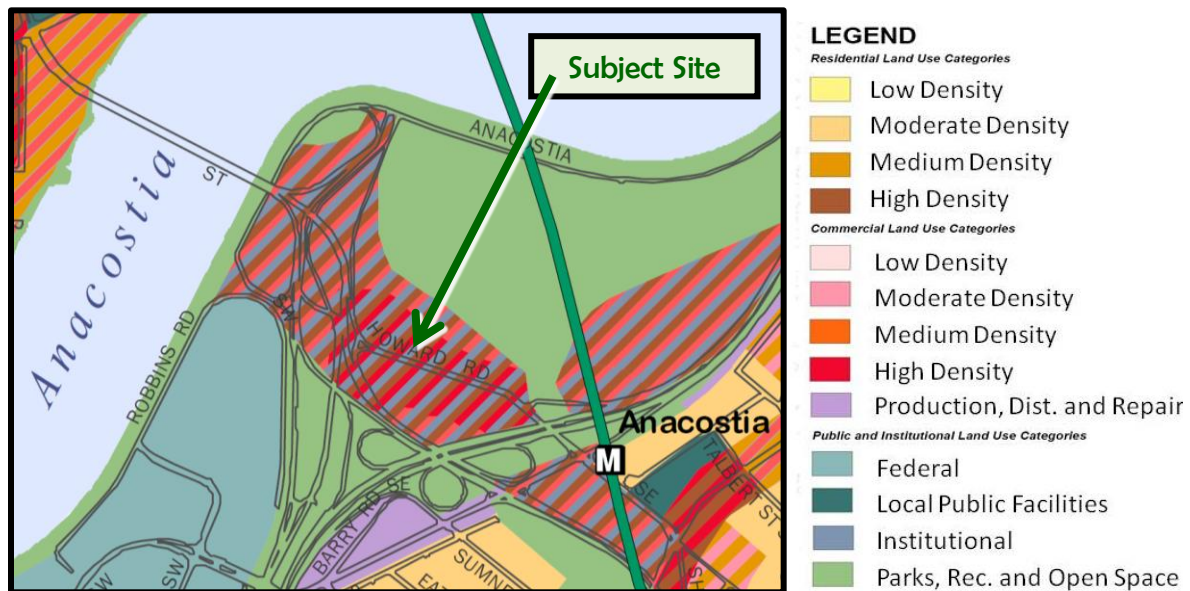 Subject Site
ANACOSTIA
ST
Anacostia
SW
HOWARD RD
ROBBINS RD
Anacostia
M
SE
TALBERT ST
BARRY RD SE
SUMNE
EAT
SH
SW
SW
LEGEND
Residential Land Use Categories
Low Density
Moderate Density
Medium Density
High Density
Commercial Land Use Categories
Low Density
Moderate Density
Medium Density
High Density
Production, Dist. and Repair
Public and Institutional Land Use Categories
Federal
Local Public Facilities
Institutional
Parks, Rec. and Open Space